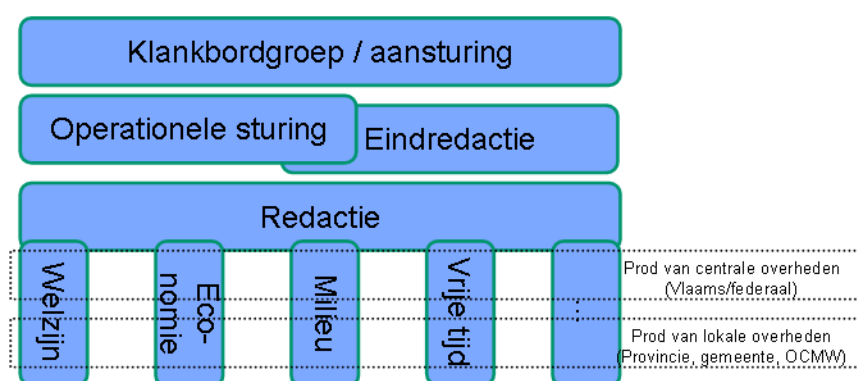 Klankbordgroep / aansturing
Operationele sturing
Eindredactie
Redactie
Welzijn
Eco-
nomie
Milieu
Vrije tijd
...
Prod van centrale overheden
(Vlaams/federaal)
Prod van lokale overheden
(Provincie, gemeente, OCMW)